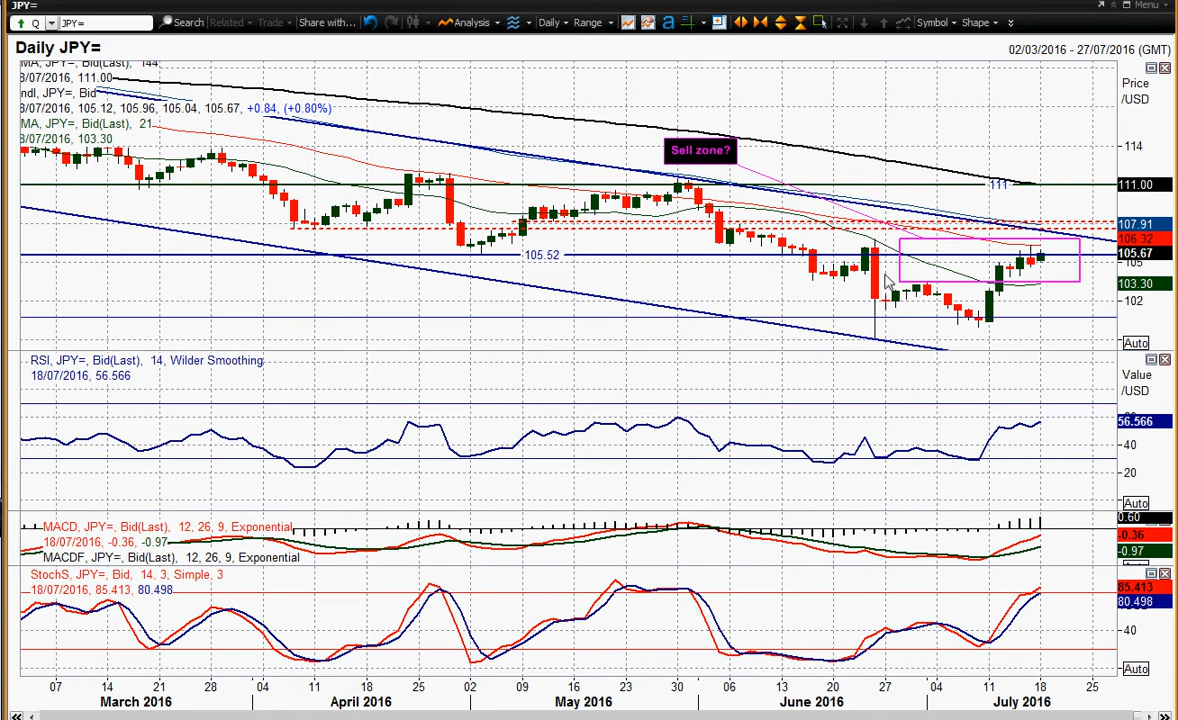 JPY=
Menu
Q JPY= Search Related Trade Share with... Analysis Daily Range a Symbol Shape
Daily JPY=
02/03/2016 - 27/07/2016 (GMT)
MA, JPY=, Bid(Last), 144
8/07/2016, 111.00
ndl, JPY=, Bid
8/07/2016, 105.12, 105.96, 105.04, 105.67, +0.84, (+0.80%)
MA, JPY=, Bid(Last), 21
8/07/2016, 103.30
Price
/USD
Sell zone?
114
111
111.00
107.91
106.32
105.67
105.52
105
103.30
102
Auto
RSI, JPY=, Bid(Last), 14, Wilder Smoothing
18/07/2016, 56.566
Value
/USD
56.566
40
20
Auto
MACD, JPY=, Bid(Last), 12, 26, 9, Exponential
18/07/2016, -0.36, -0.97
MACDF, JPY=, Bid(Last), 12, 26, 9, Exponential
0.60
-0.36
-0.97
StochS, JPY=, Bid, 14, 3, Simple, 3
18/07/2016, 85.413, 80.498
85.413
80.498
40
Auto
07 14 21 28 04 11 18 25 02 09 16 23 30 06 13 20 27 04 11 18 25
March 2016 April 2016 May 2016 June 2016 July 2016